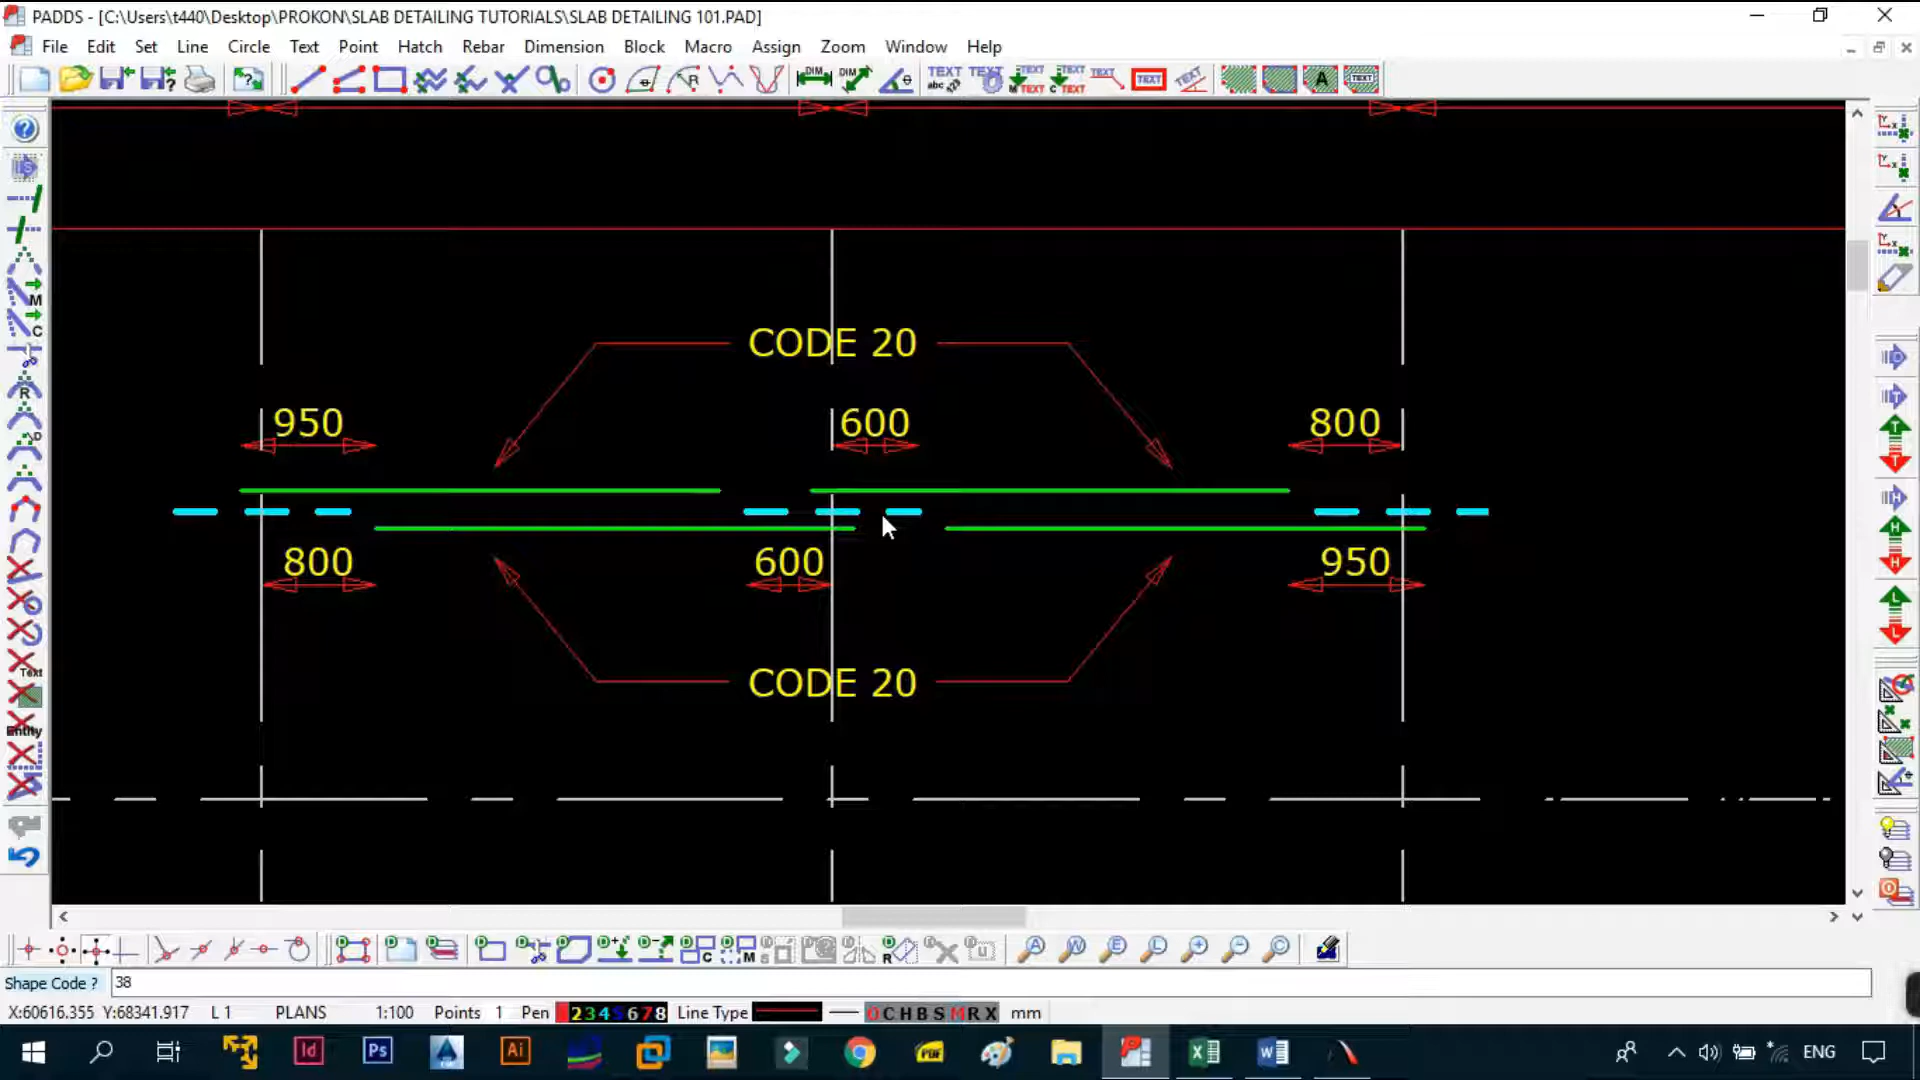 PADDS - [C:\Users\t440\Desktop\PROKON\SLAB DETAILING TUTORIALS\SLAB DETAILING 101.PAD]
File Edit Set Line Circle Text Point Hatch Rebar Dimension Block Macro Assign Zoom Window Help
CODE 20
950 600 800
800 600 950
CODE 20
Shape Code ? 38
X:60616.355 Y:68341.917 L 1 PLANS 1:100 Points 1 Pen 2 3 4 5 6 7 8 Line Type O C H B S M R X mm
ENG